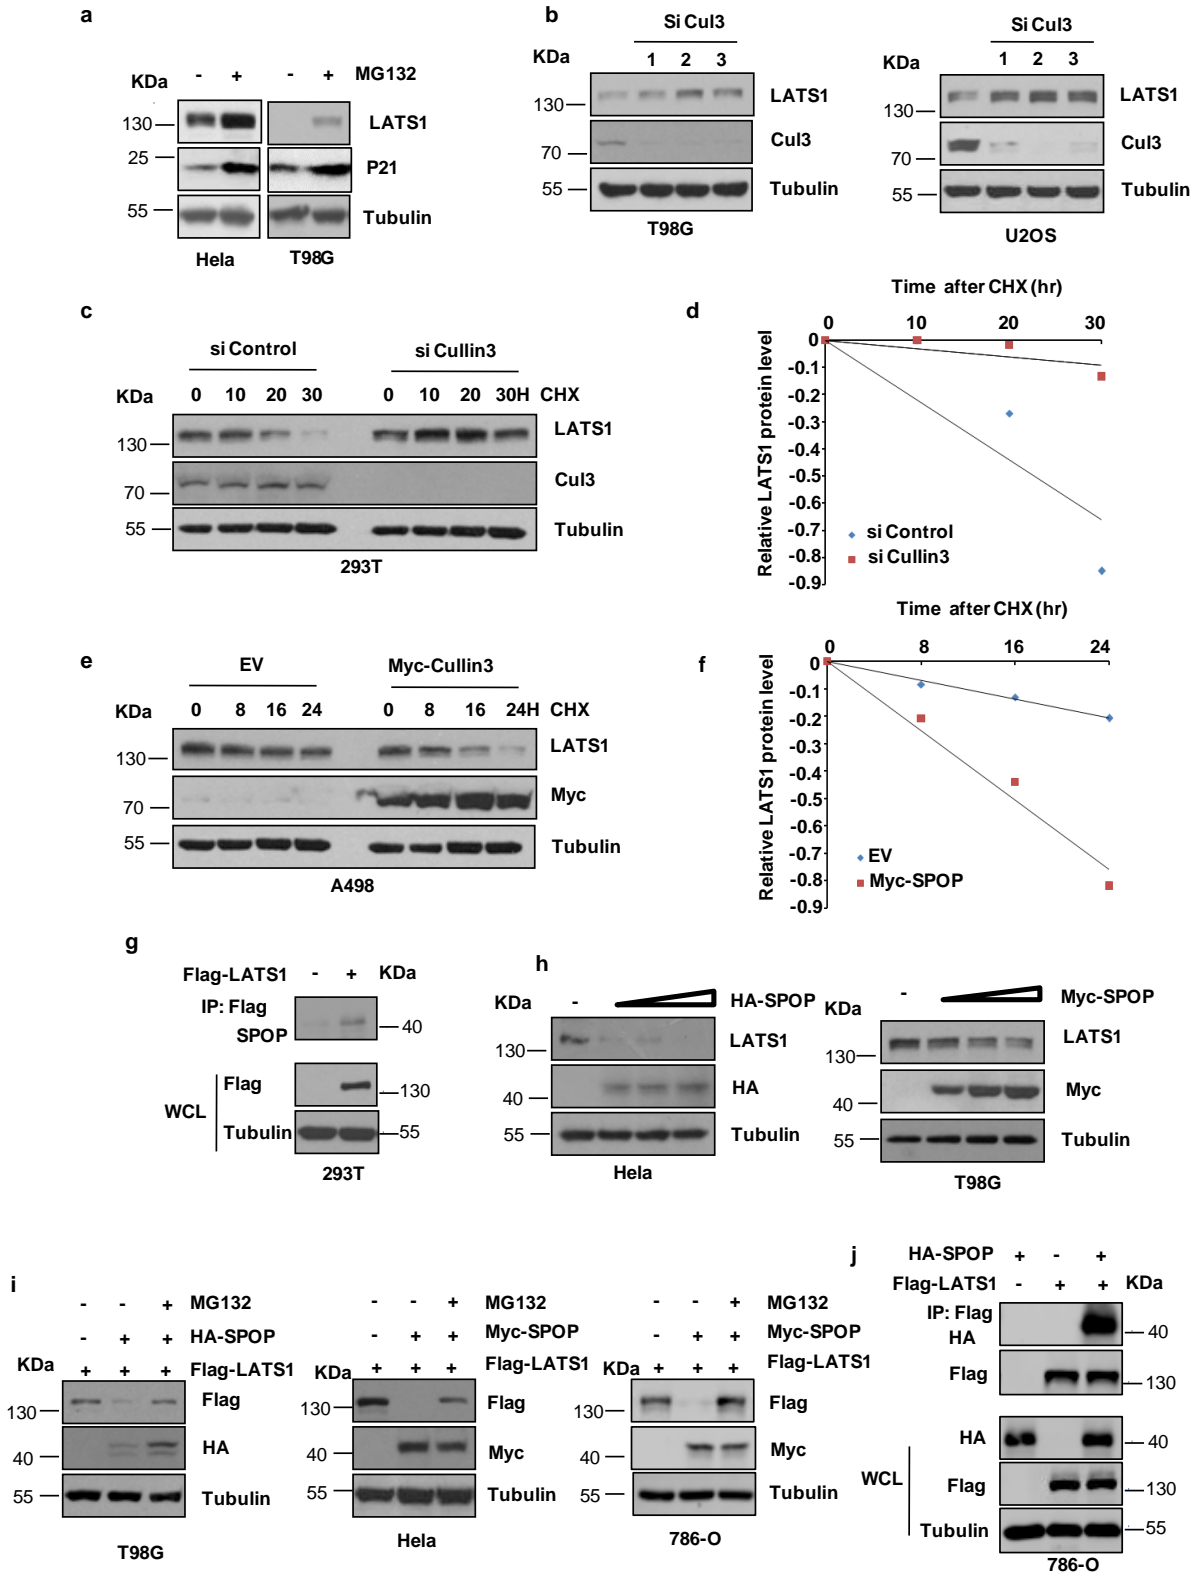 a
KDa - + - + MG132
130 LATS1
25 P21
55 Tubulin
Hela T98G
b
Si Cul3
KDa 1 2 3
130 LATS1
70 Cul3
55 Tubulin
T98G
Si Cul3
KDa 1 2 3
130 LATS1
70 Cul3
55 Tubulin
U2OS
c
si Control si Cullin3
KDa 0 10 20 30 0 10 20 30H CHX
130 LATS1
70 Cul3
55 Tubulin
293T
d
Time after CHX (hr)
0 10 20 30
Relative LATS1 protein level
0
-0.1
-0.2
-0.3
-0.4
-0.5
-0.6
-0.7
-0.8
-0.9
si Control
si Cullin3
e
EV Myc-Cullin3
KDa 0 8 16 24 0 8 16 24H CHX
130 LATS1
70 Myc
55 Tubulin
A498
f
Time after CHX (hr)
0 8 16 24
Relative LATS1 protein level
0
-0.1
-0.2
-0.3
-0.4
-0.5
-0.6
-0.7
-0.8
-0.9
EV
Myc-SPOP
g
Flag-LATS1 - + KDa
IP: Flag
SPOP 40
WCL
Flag 130
Tubulin 55
293T
h
KDa - HA-SPOP
130 LATS1
40 HA
55 Tubulin
Hela
KDa - Myc-SPOP
130 LATS1
40 Myc
55 Tubulin
T98G
i
- - + MG132
- + + HA-SPOP
KDa + + + Flag-LATS1
130 Flag
40 HA
55 Tubulin
T98G
- - + MG132
- + + Myc-SPOP
KDa + + + Flag-LATS1
130 Flag
40 Myc
55 Tubulin
Hela
- - + MG132
- + + Myc-SPOP
KDa + + + Flag-LATS1
130 Flag
40 Myc
55 Tubulin
786-O
j
HA-SPOP + - +
Flag-LATS1 - + + KDa
IP: Flag
HA 40
Flag 130
WCL
HA 40
Flag 130
Tubulin 55
786-O